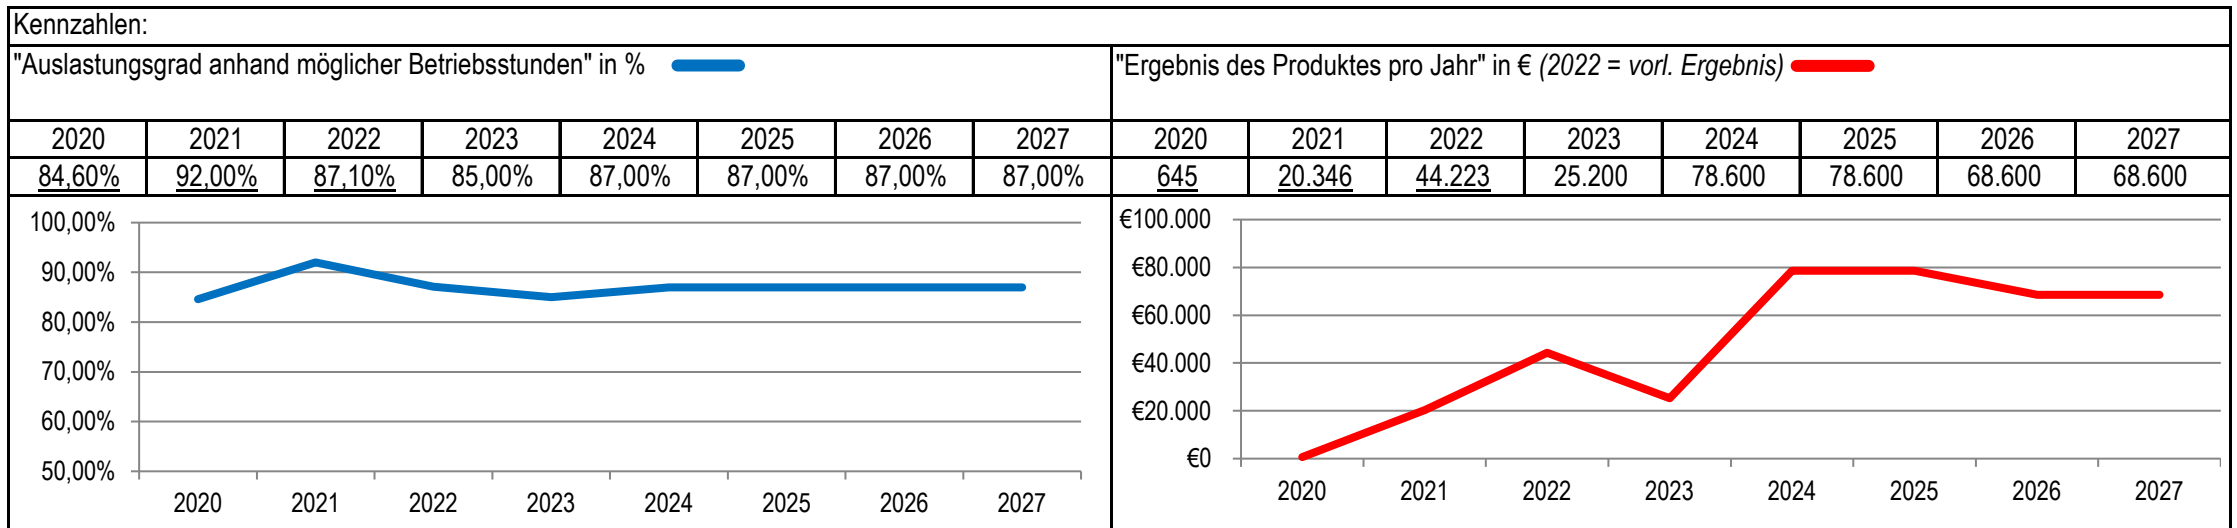 Kennzahlen:
"Auslastungsgrad anhand möglicher Betriebsstunden" in %
"Ergebnis des Produktes pro Jahr" in € (2022 = vorl. Ergebnis)
2020 2021 2022 2023 2024 2025 2026 2027
84,60% 92,00% 87,10% 85,00% 87,00% 87,00% 87,00% 87,00%
2020 2021 2022 2023 2024 2025 2026 2027
645 20.346 44.223 25.200 78.600 78.600 68.600 68.600
100,00%
90,00%
80,00%
70,00%
60,00%
50,00%
2020 2021 2022 2023 2024 2025 2026 2027
€100.000
€80.000
€60.000
€40.000
€20.000
€0
2020 2021 2022 2023 2024 2025 2026 2027